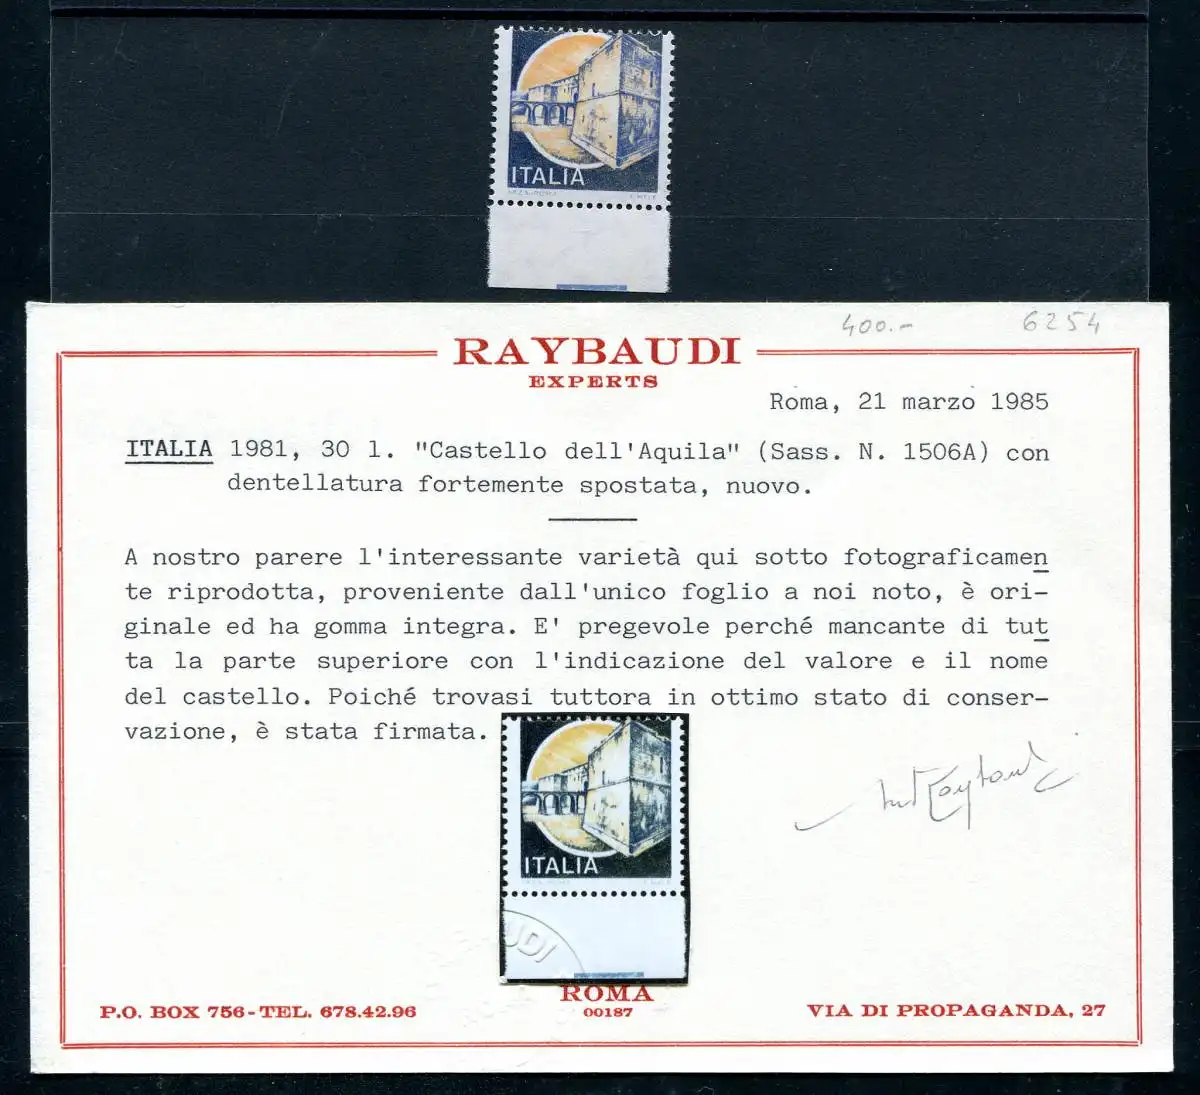 ITALIA
400.-
6254
RAYBAUDI
EXPERTS
Roma, 21 marzo 1985
ITALIA 1981, 30 l. "Castello dell'Aquila" (Sass. N. 1506A) con
dentellatura fortemente spostata, nuovo.
A nostro parere l'interessante varietà qui sotto fotograficamen
te riprodotta, proveniente dall'unico foglio a noi noto, è ori-
ginale ed ha gomma integra. E' pregevole perché mancante di tut
ta la parte superiore con l'indicazione del valore e il nome
del castello. Poiché trovasi tuttora in ottimo stato di conser-
vazione, è stata firmata.
ITALIA
UDI
ROMA
00187
P.O. BOX 756-TEL. 678.42.96
VIA DI PROPAGANDA, 27